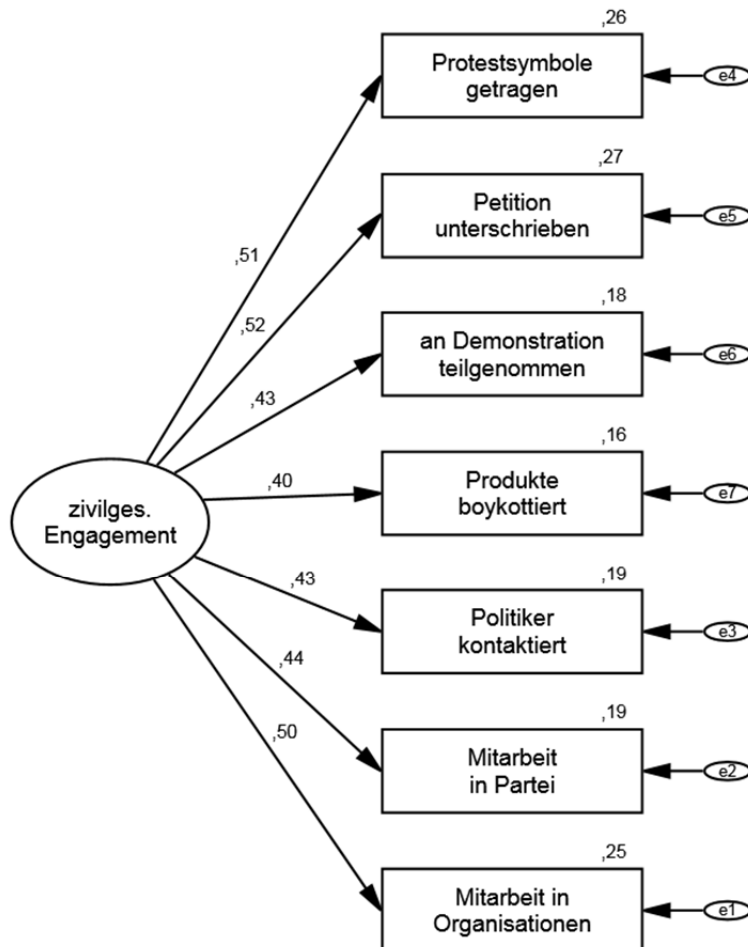 ,26
Protestsymbole
getragen
e4
,27
Petition
unterschrieben
e5
,51
,18
,52
an Demonstration
teilgenommen
e6
,43
,16
,40
Produkte
boykottiert
e7
zivilges.
Engagement
,43
,19
Politiker
kontaktiert
e3
,44
,19
,50
Mitarbeit
in Partei
e2
,25
Mitarbeit in
Organisationen
e1